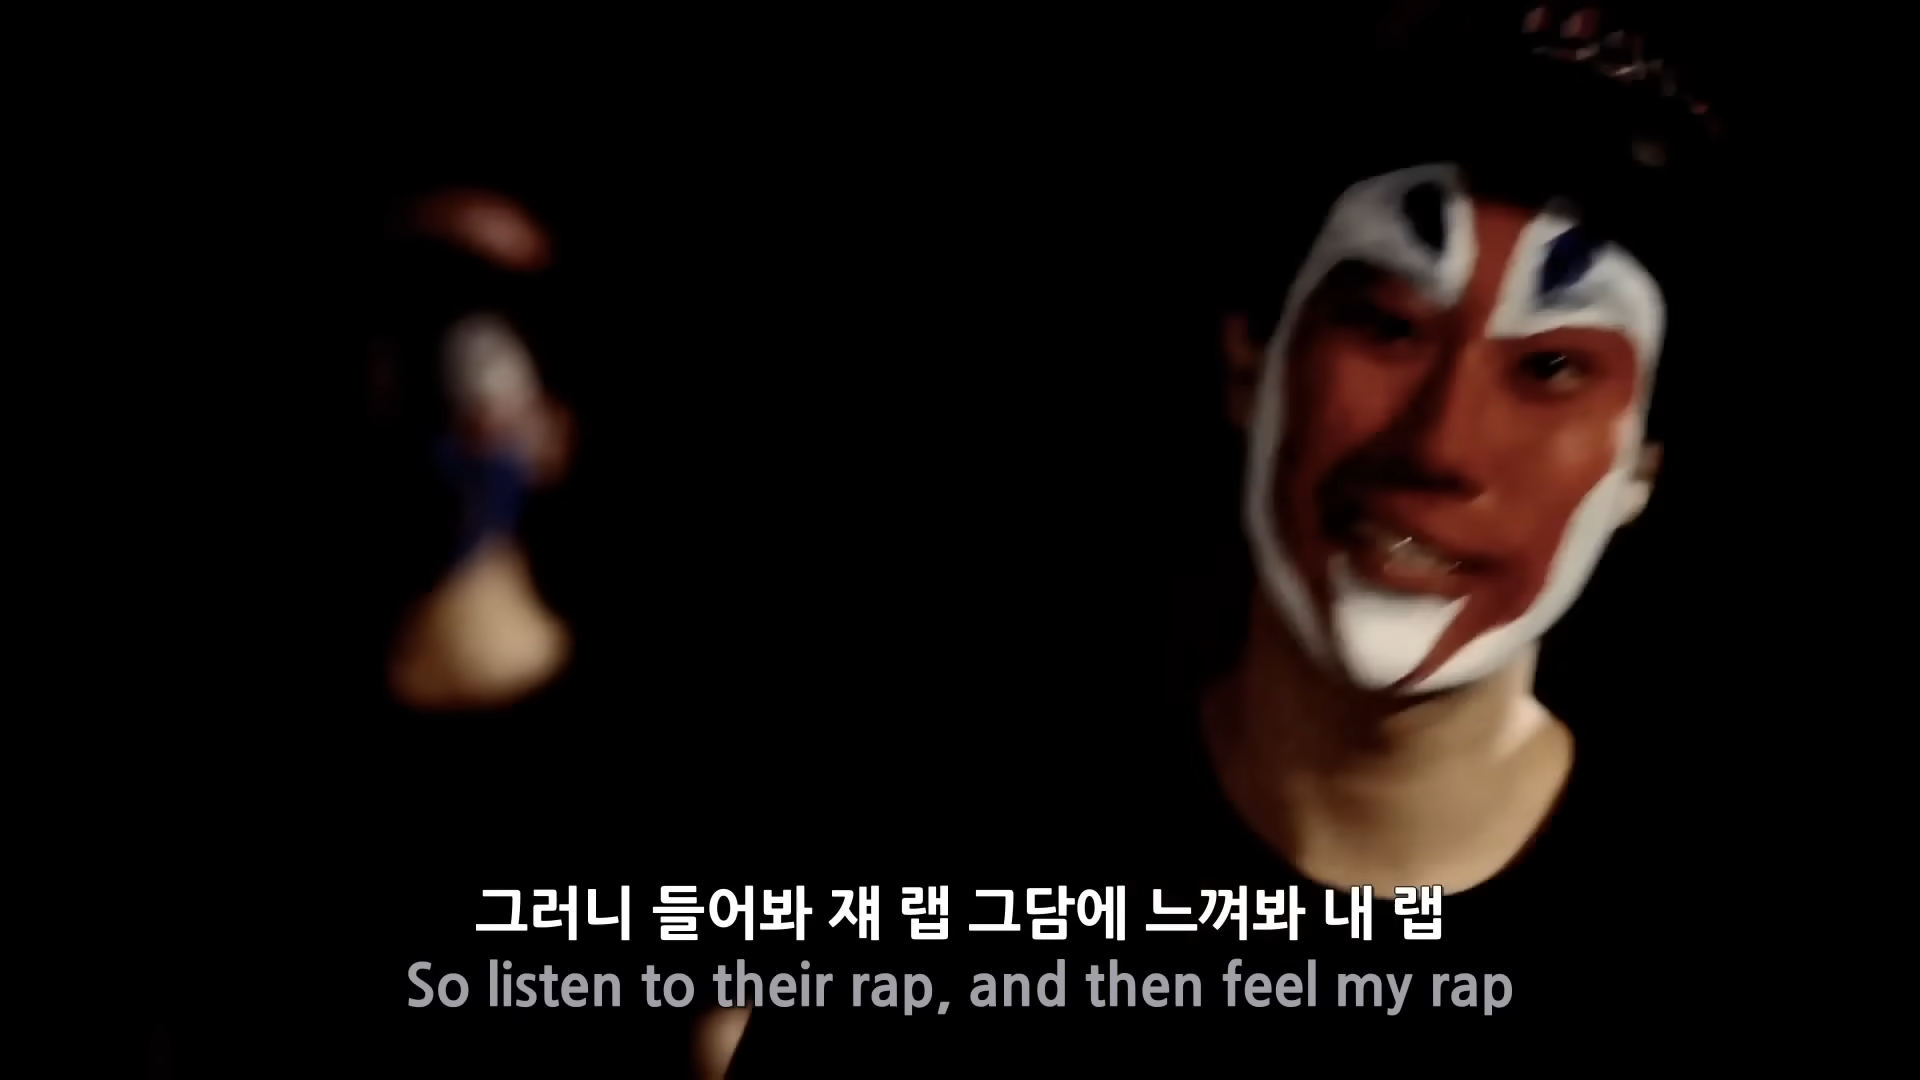 그러니 들어봐 쟤 랩 그담에 느껴봐 내 랩
So listen to their rap, and then feel my rap